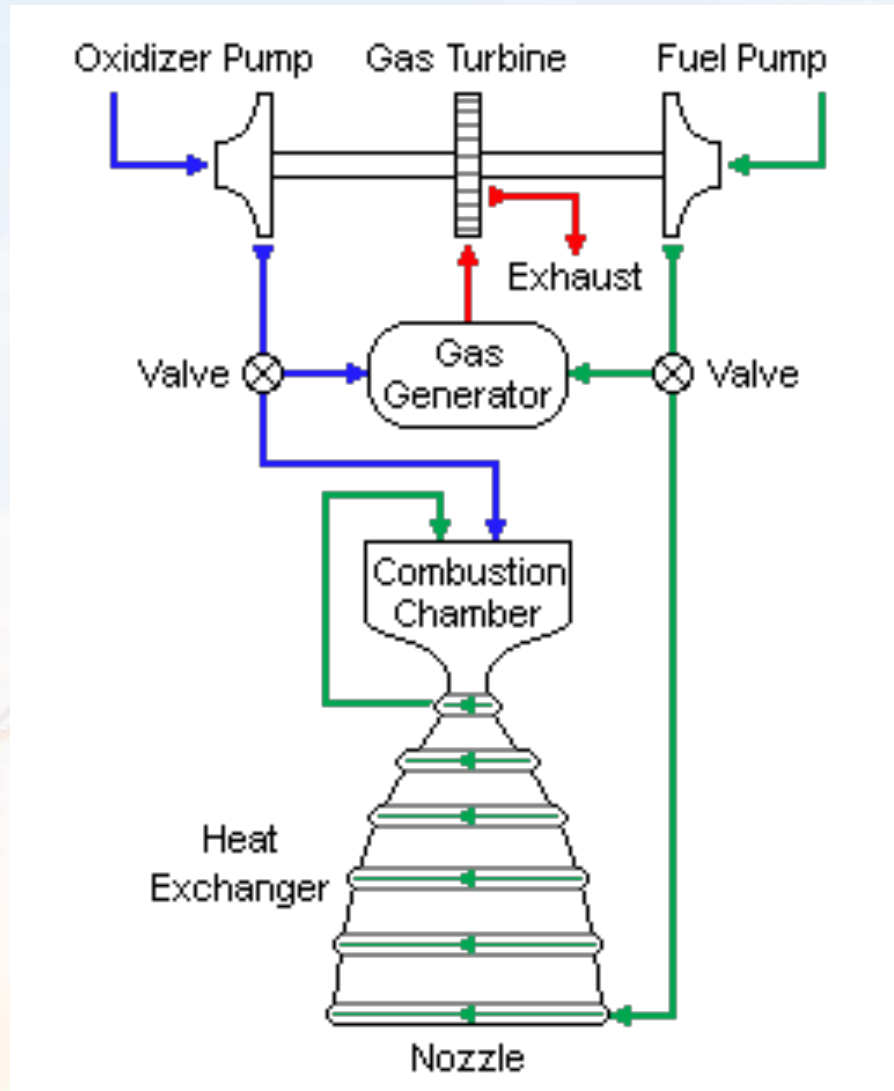 Oxidizer Pump
Gas Turbine
Fuel Pump
Exhaust
Valve
Gas
Generator
Valve
Combustion
Chamber
Heat
Exchanger
Nozzle